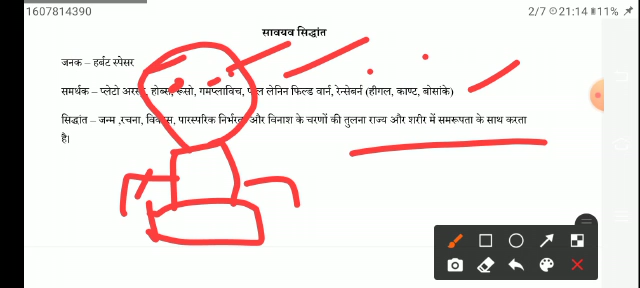 1607814390 2/7 21:14 11%
सावयव सिद्धांत
जनक – हर्बट स्पेसर
समर्थक – प्लेटो होब्स, रूसो, गमप्लाविच, लेनिन फिल्ड वार्न, रेन्सेबर्न (हीगल, काण्ट, बोसांके)
सिद्धांत – जन्म ,रचना, विकास, पारस्परिक निर्भरता और विनाश के चरणों की तुलना राज्य और शरीर में समरूपता के साथ करता
है।